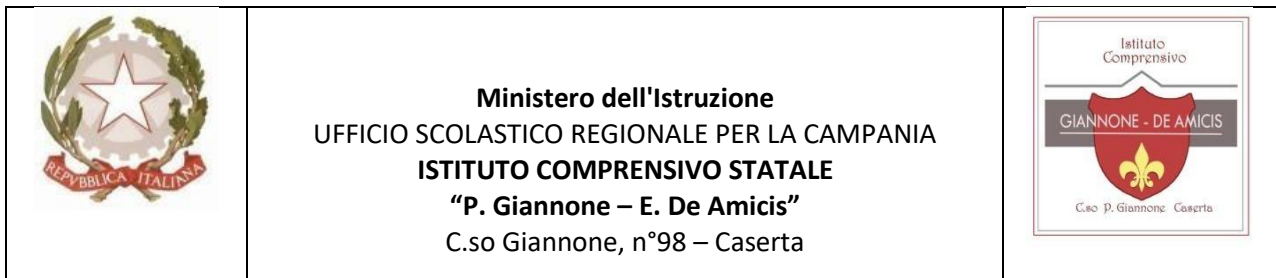 REPVBBLICA ITALIANA
Ministero dell'Istruzione
UFFICIO SCOLASTICO REGIONALE PER LA CAMPANIA
ISTITUTO COMPRENSIVO STATALE
“P. Giannone – E. De Amicis”
C.so Giannone, n°98 – Caserta
Istituto
Comprensivo
GIANNONE - DE AMICIS
C.so P. Giannone Caserta